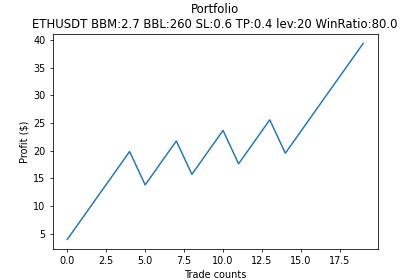 Portfolio
ETHUSDT BBM:2.7 BBL:260 SL:0.6 TP:0.4 lev:20 WinRatio:80.0
40
35
30
25
20
15
10
5
Profit ($)
0.0 2.5 5.0 7.5 10.0 12.5 15.0 17.5
Trade counts